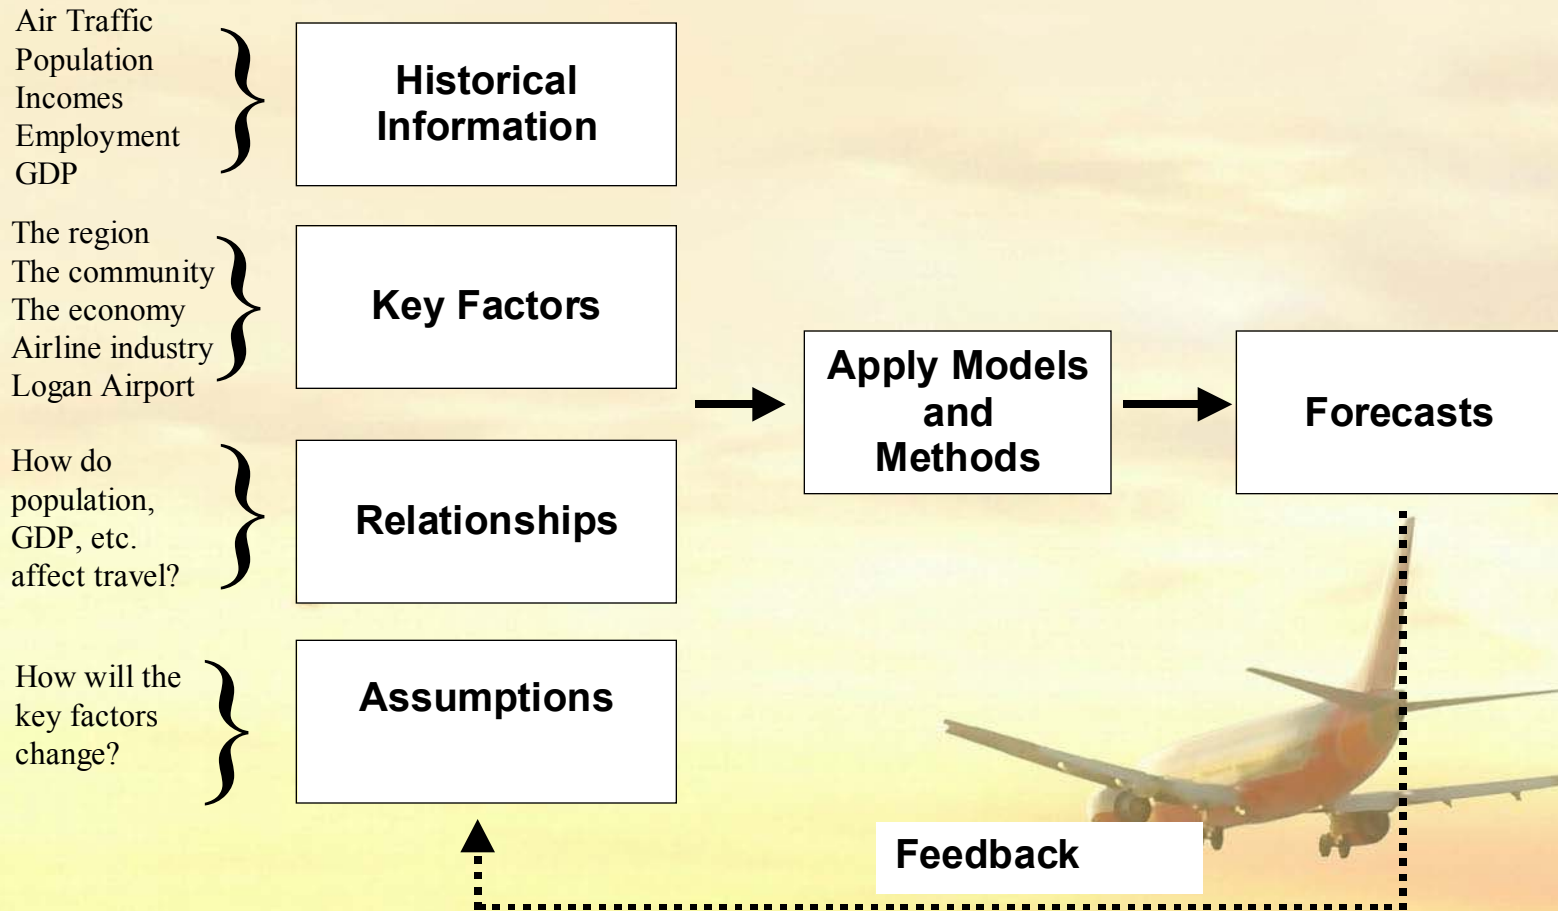 Air Traffic
Population
Incomes
Employment
GDP
Historical
Information
The region
The community
The economy
Airline industry
Logan Airport
Key Factors
How do
population,
GDP, etc.
affect travel?
Relationships
How will the
key factors
change?
Assumptions
Apply Models
and
Methods
Forecasts
Feedback